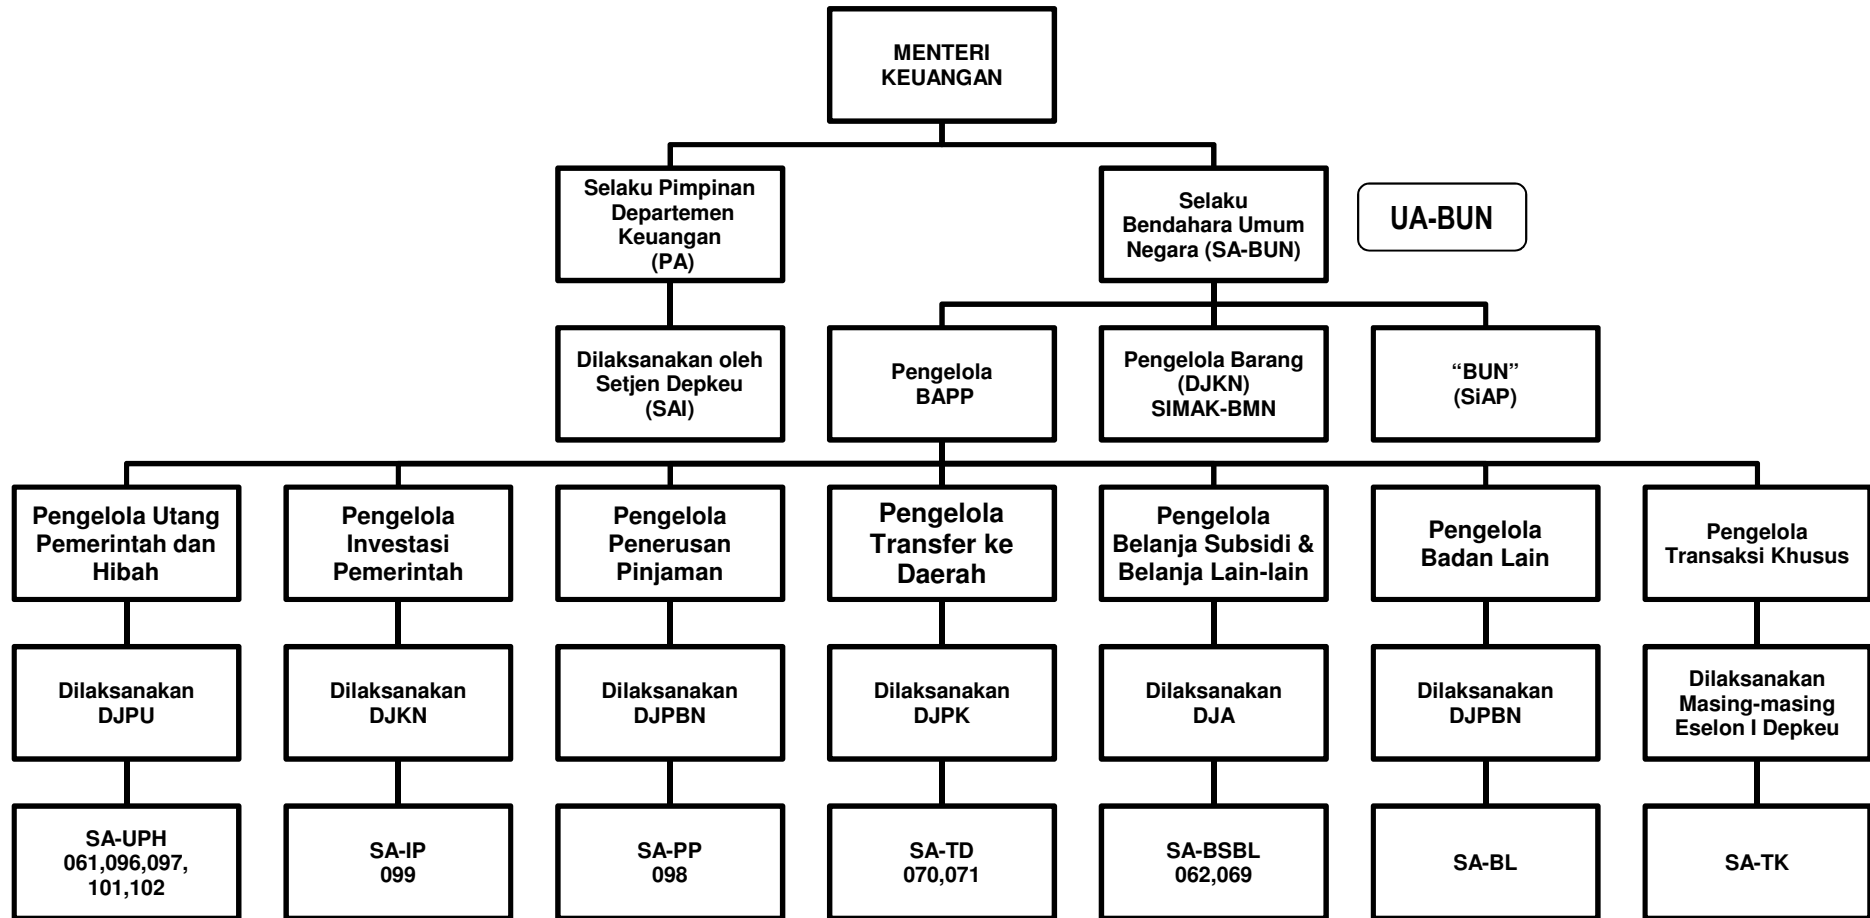 MENTERI
KEUANGAN
Selaku Pimpinan
Departemen
Keuangan
(PA)
Selaku
Bendahara Umum
Negara (SA-BUN)
UA-BUN
Dilaksanakan oleh
Setjen Depkeu
(SAI)
Pengelola
BAPP
Pengelola Barang
(DJKN)
SIMAK-BMN
“BUN”
(SiAP)
Pengelola Utang
Pemerintah dan
Hibah
Pengelola
Investasi
Pemerintah
Pengelola
Penerusan
Pinjaman
Pengelola
Transfer ke
Daerah
Pengelola
Belanja Subsidi &
Belanja Lain-lain
Pengelola
Badan Lain
Pengelola
Transaksi Khusus
Dilaksanakan
DJPU
Dilaksanakan
DJKN
Dilaksanakan
DJPBN
Dilaksanakan
DJPK
Dilaksanakan
DJA
Dilaksanakan
DJPBN
Dilaksanakan
Masing-masing
Eselon I Depkeu
SA-UPH
061,096,097,
101,102
SA-IP
099
SA-PP
098
SA-TD
070,071
SA-BSBL
062,069
SA-BL
SA-TK